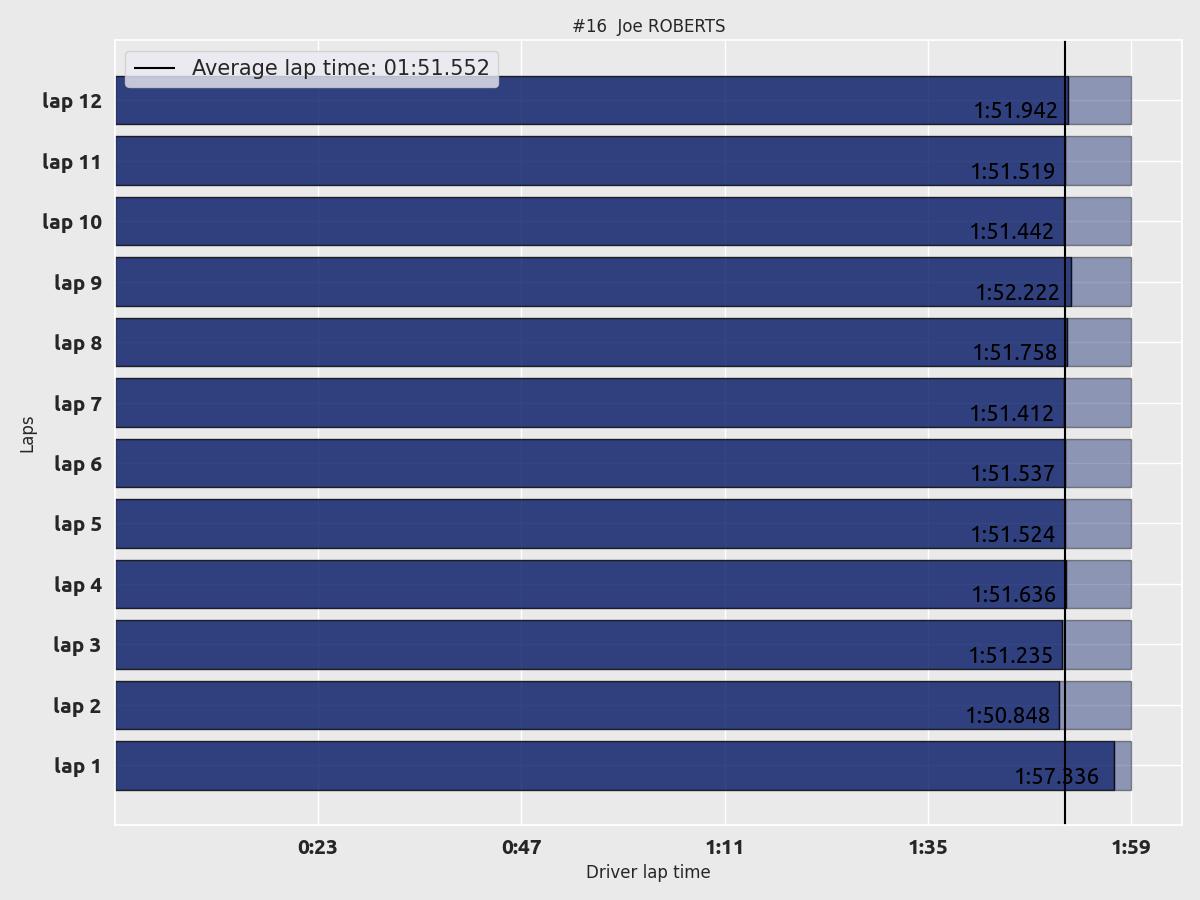 #16  Joe ROBERTS
Average lap time: 01:51.552
lap 12
1:51.942
lap 11
1:51.519
lap 10
1:51.442
lap 9
1:52.222
lap 8
1:51.758
lap 7
1:51.412
lap 6
1:51.537
lap 5
1:51.524
lap 4
1:51.636
lap 3
1:51.235
lap 2
1:50.848
lap 1
1:57.336
Laps
0:23 0:47 1:11 1:35 1:59
Driver lap time